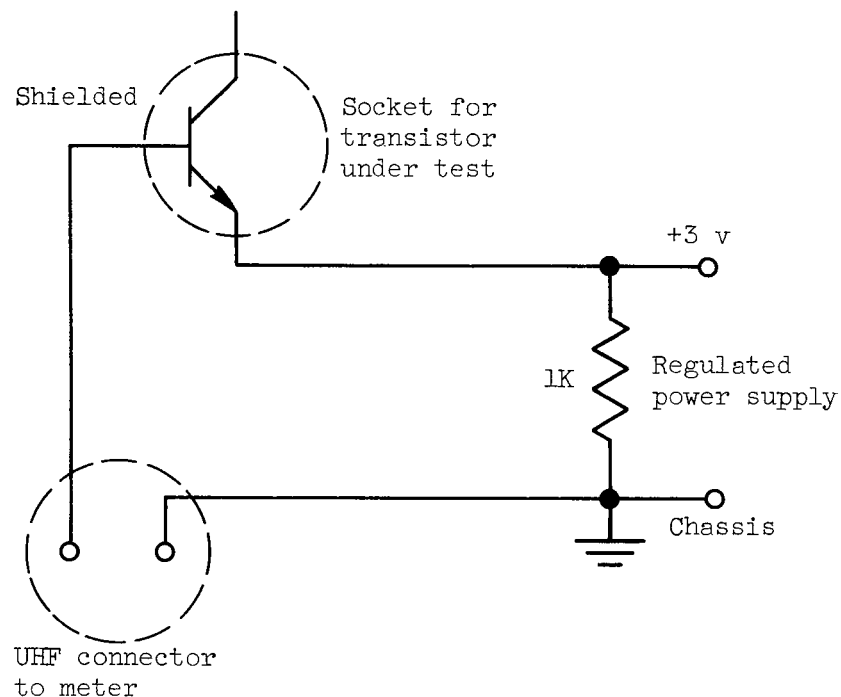 Shielded
Socket for
transistor
under test
+3 v
1K
Regulated
power supply
Chassis
UHF connector
to meter